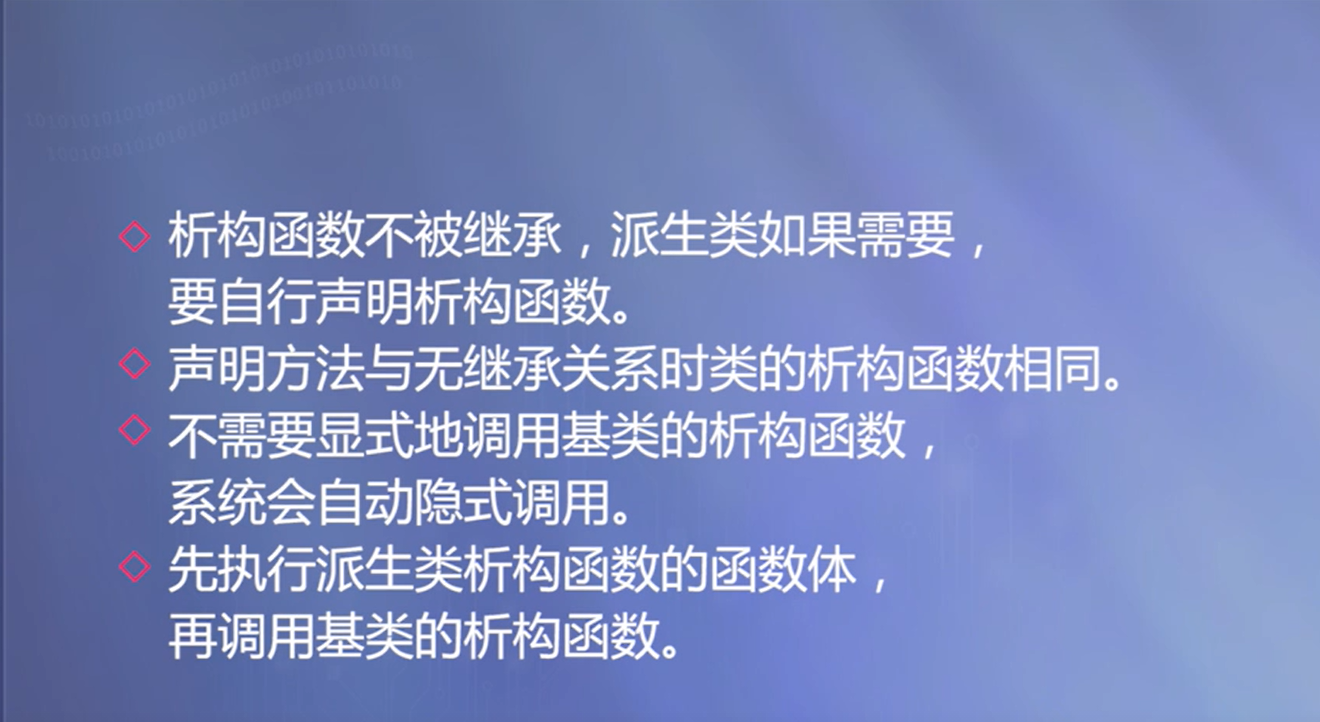 析构函数不被继承，派生类如果需要，
要自行声明析构函数。
声明方法与无继承关系时类的析构函数相同。
不需要显式地调用基类的析构函数，
系统会自动隐式调用。
先执行派生类析构函数的函数体，
再调用基类的析构函数。